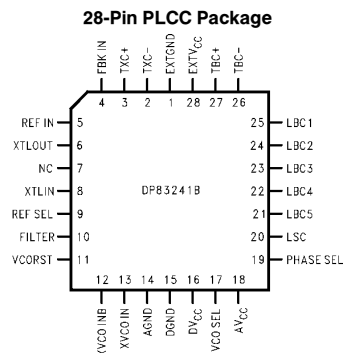 28-Pin PLCC Package
FBK IN
TXC+
TXC-
EXTGND
EXTVCC
TBC+
TBC-
4 3 2 1 28 27 26
REF IN 5
XTLOUT 6
NC 7
XTLIN 8
REF SEL 9
FILTER 10
VCORST 11
DP83241B
25 LBC1
24 LBC2
23 LBC3
22 LBC4
21 LBC5
20 LSC
19 PHASE SEL
12 13 14 15 16 17 18
XVCO IN
AGND
DGND
DVCC
VCO SEL
AVCC